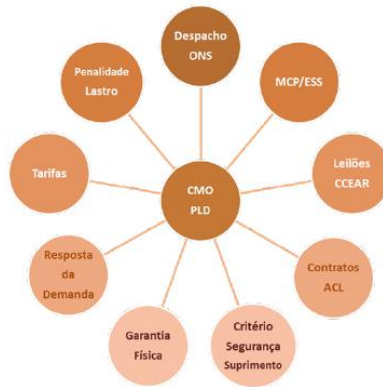 Despacho
ONS
MCP/ESS
Leilões
CCEAR
Contratos
ACL
Critério
Segurança
Suprimento
Garantia
Física
Resposta
da
Demanda
Tarifas
Penalidade
Lastro
CMO
PLD